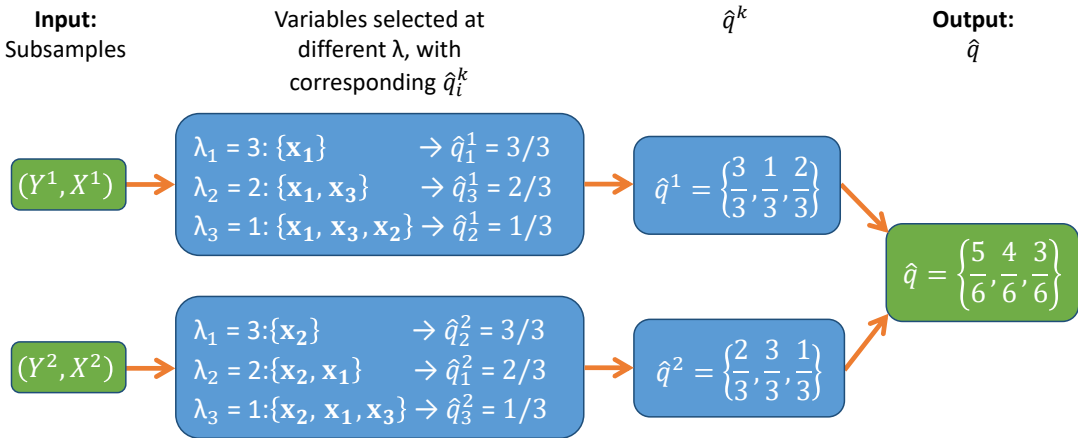 Input:
Subsamples
Variables selected at
different λ, with
corresponding q̂ᵢᵏ
q̂ᵏ
Output:
q̂
(Y¹, X¹)
λ₁ = 3: {x₁} → q̂₁¹ = 3/3
λ₂ = 2: {x₁, x₃} → q̂₃¹ = 2/3
λ₃ = 1: {x₁, x₃, x₂} → q̂₂¹ = 1/3
q̂¹ = {3/3, 1/3, 2/3}
(Y², X²)
λ₁ = 3:{x₂} → q̂₂² = 3/3
λ₂ = 2:{x₂, x₁} → q̂₁² = 2/3
λ₃ = 1:{x₂, x₁, x₃} → q̂₃² = 1/3
q̂² = {2/3, 3/3, 1/3}
q̂ = {5/6, 4/6, 3/6}